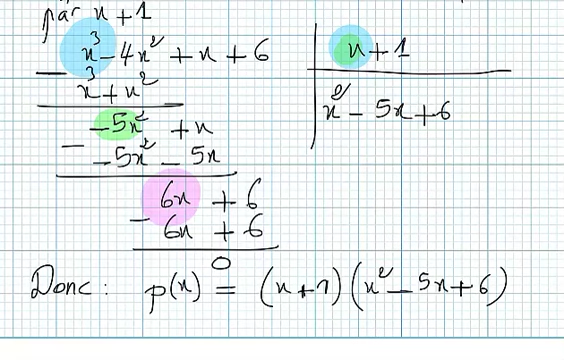 par x+1
x³ - 4x² + x + 6 | x+1
- x³ + x² | x² - 5x + 6
-5x² + x
- -5x² - 5x
6x + 6
- 6x + 6
0
Donc : p(x) = (x+1)(x² - 5x + 6)